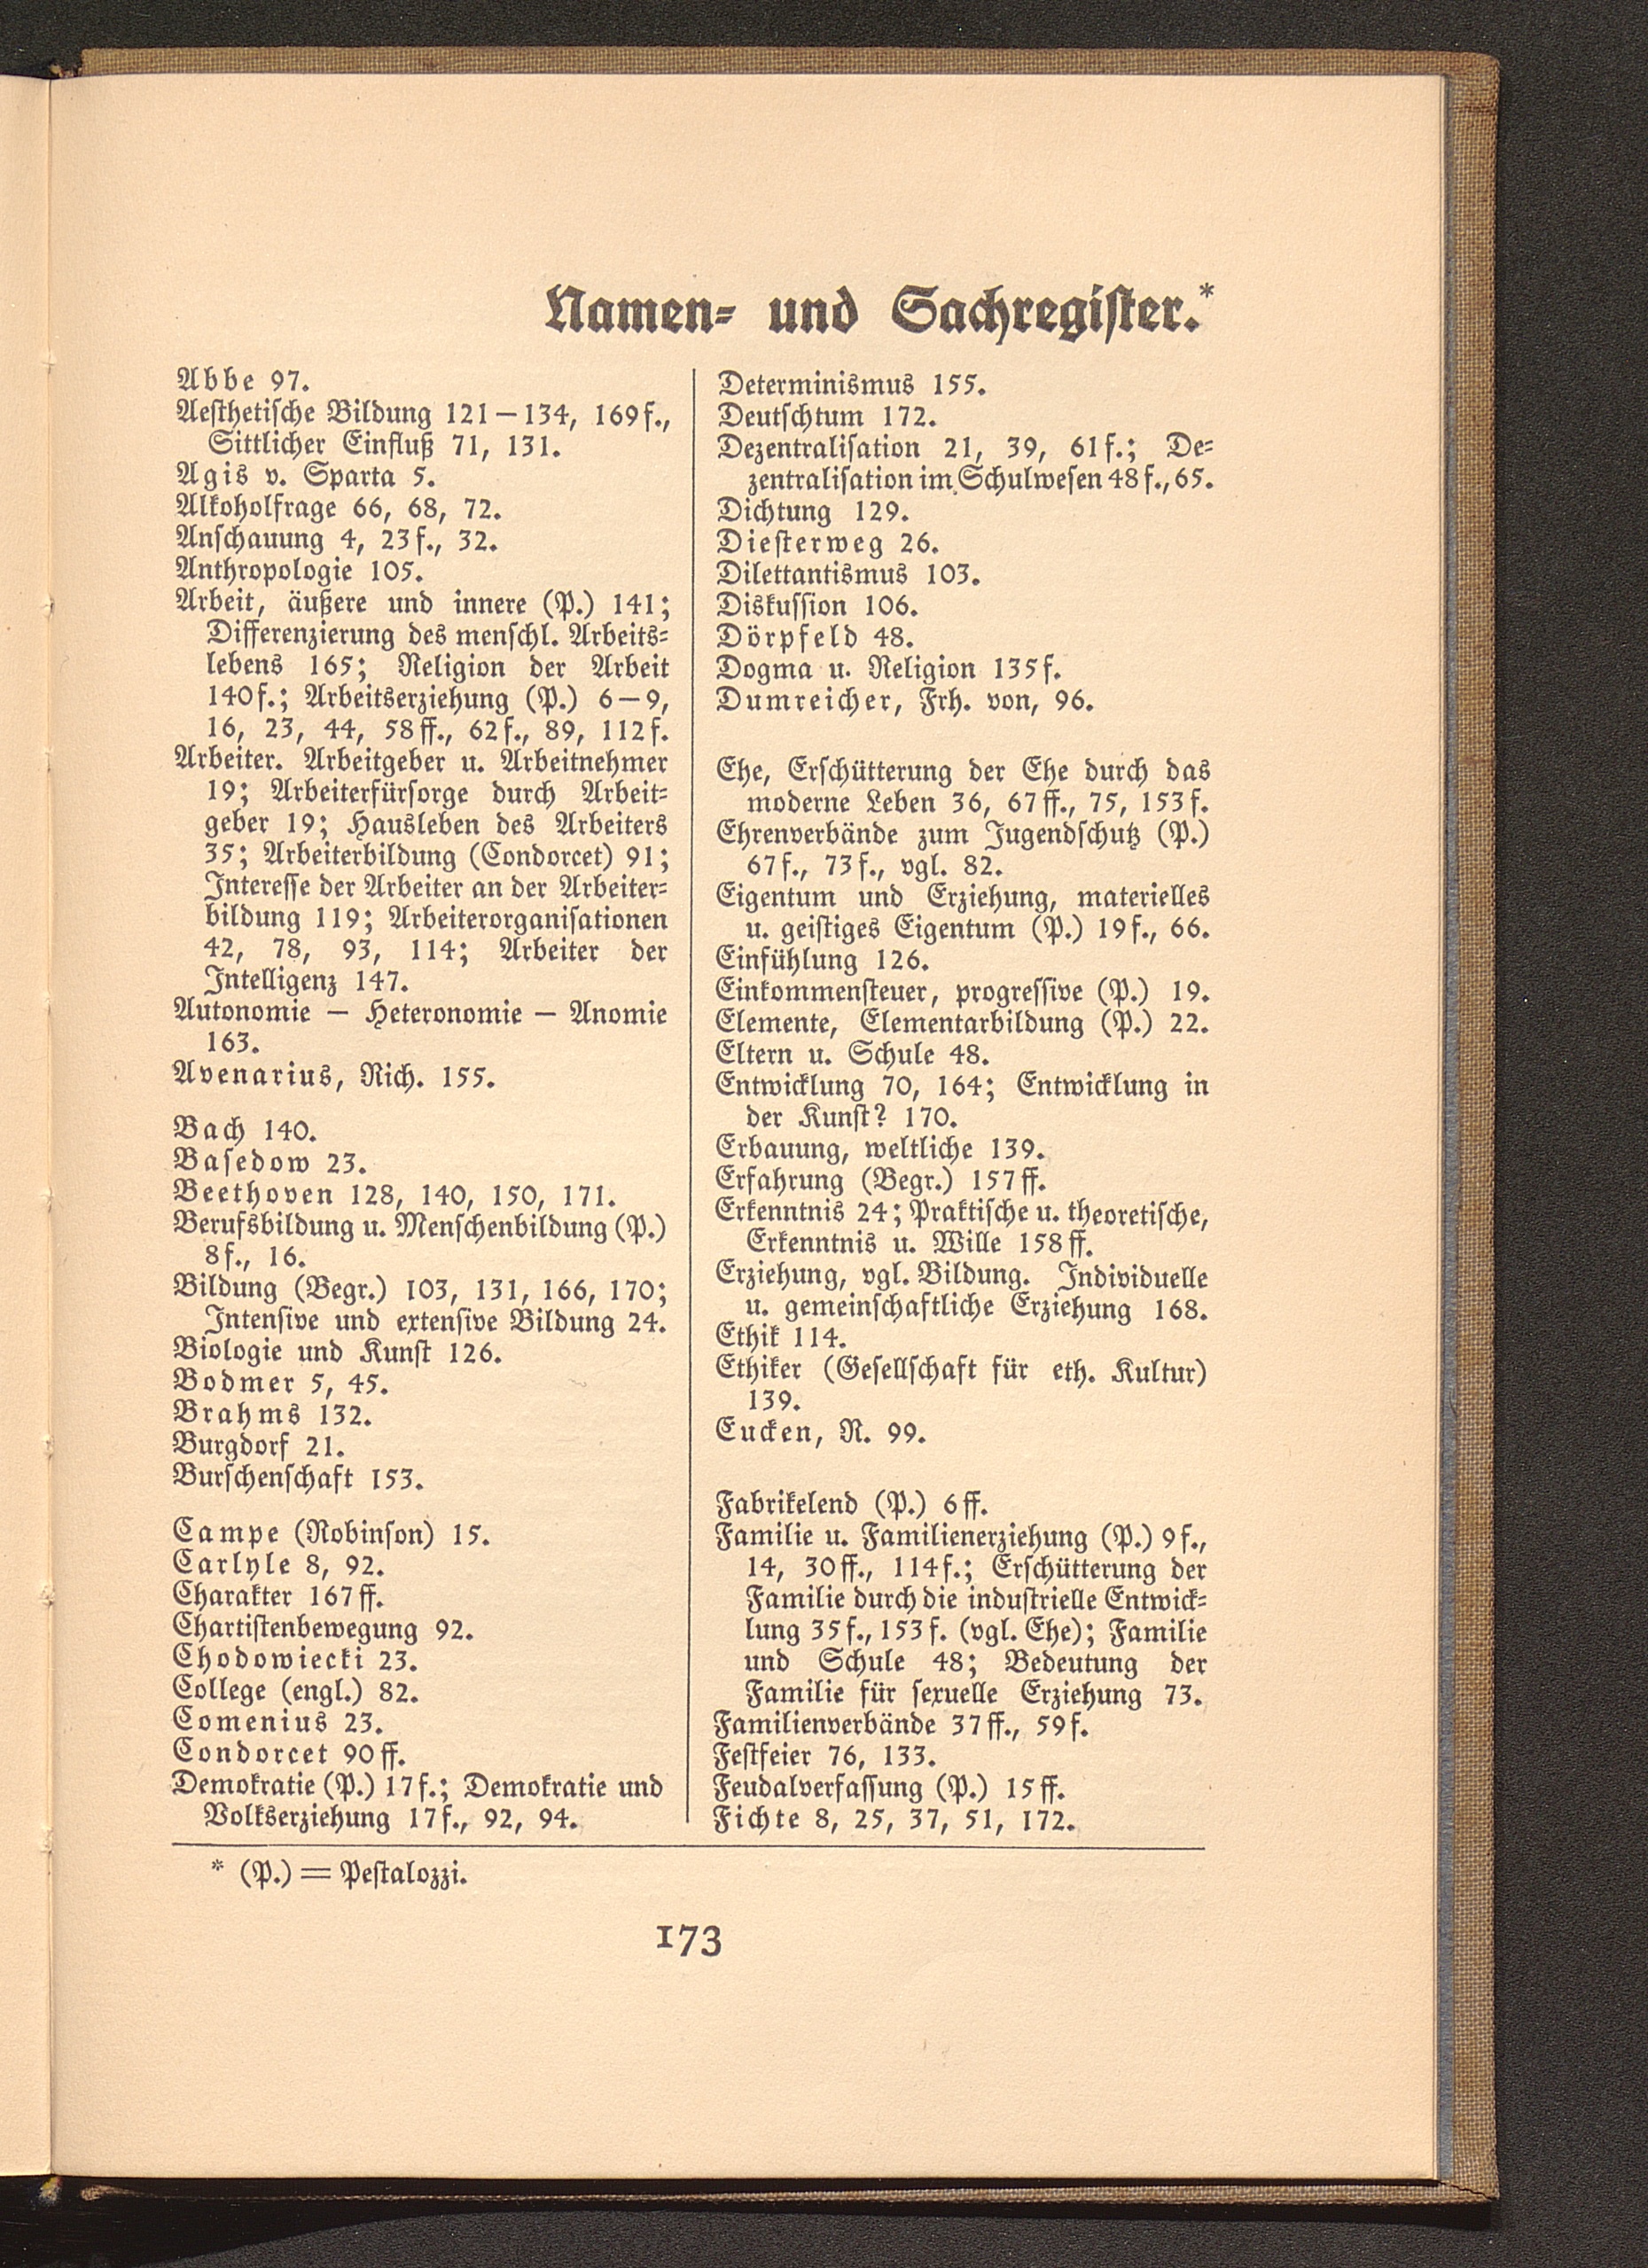 Namen- und Sachregister.*
Abbe 97.
Aesthetische Bildung 121–134, 169f.,
Sittlicher Einfluß 71, 131.
Agis v. Sparta 5.
Alkoholfrage 66, 68, 72.
Anschauung 4, 23f., 32.
Anthropologie 105.
Arbeit, äußere und innere (P.) 141;
Differenzierung des menschl. Arbeits-
lebens 165; Religion der Arbeit
140f.; Arbeitserziehung (P.) 6–9,
16, 23, 44, 58ff., 62f., 89, 112f.
Arbeiter. Arbeitgeber u. Arbeitnehmer
19; Arbeiterfürsorge durch Arbeit-
geber 19; Hausleben des Arbeiters
35; Arbeiterbildung (Condorcet) 91;
Interesse der Arbeiter an der Arbeiter-
bildung 119; Arbeiterorganisationen
42, 78, 93, 114; Arbeiter der
Intelligenz 147.
Autonomie – Heteronomie – Anomie
163.
Avenarius, Rich. 155.
Bach 140.
Basedow 23.
Beethoven 128, 140, 150, 171.
Berufsbildung u. Menschenbildung (P.)
8f., 16.
Bildung (Begr.) 103, 131, 166, 170;
Intensive und extensive Bildung 24.
Biologie und Kunst 126.
Bodmer 5, 45.
Brahms 132.
Burgdorf 21.
Burschenschaft 153.
Campe (Robinson) 15.
Carlyle 8, 92.
Charakter 167ff.
Chartistenbewegung 92.
Chodowiecki 23.
College (engl.) 82.
Comenius 23.
Condorcet 90ff.
Demokratie (P.) 17f.; Demokratie und
Volkserziehung 17f., 92, 94.
Determinismus 155.
Deutschtum 172.
Dezentralisation 21, 39, 61f.; De-
zentralisation im Schulwesen 48f., 65.
Dichtung 129.
Diesterweg 26.
Dilettantismus 103.
Diskussion 106.
Dörpfeld 48.
Dogma u. Religion 135f.
Dumreicher, Frh. von, 96.
Ehe, Erschütterung der Ehe durch das
moderne Leben 36, 67ff., 75, 153f.
Ehrenverbände zum Jugendschutz (P.)
67f., 73f., vgl. 82.
Eigentum und Erziehung, materielles
u. geistiges Eigentum (P.) 19f., 66.
Einfühlung 126.
Einkommensteuer, progressive (P.) 19.
Elemente, Elementarbildung (P.) 22.
Eltern u. Schule 48.
Entwicklung 70, 164; Entwicklung in
der Kunst? 170.
Erbauung, weltliche 139.
Erfahrung (Begr.) 157ff.
Erkenntnis 24; Praktische u. theoretische,
Erkenntnis u. Wille 158ff.
Erziehung, vgl. Bildung. Individuelle
u. gemeinschaftliche Erziehung 168.
Ethik 114.
Ethiker (Gesellschaft für eth. Kultur)
139.
Eucken, R. 99.
Fabrikelend (P.) 6ff.
Familie u. Familienerziehung (P.) 9f.,
14, 30ff., 114f.; Erschütterung der
Familie durch die industrielle Entwick-
lung 35f., 153f. (vgl. Ehe); Familie
und Schule 48; Bedeutung der
Familie für sexuelle Erziehung 73.
Familienverbände 37ff., 59f.
Festfeier 76, 133.
Feudalverfassung (P.) 15ff.
Fichte 8, 25, 37, 51, 172.
* (P.) = Pestalozzi.
173